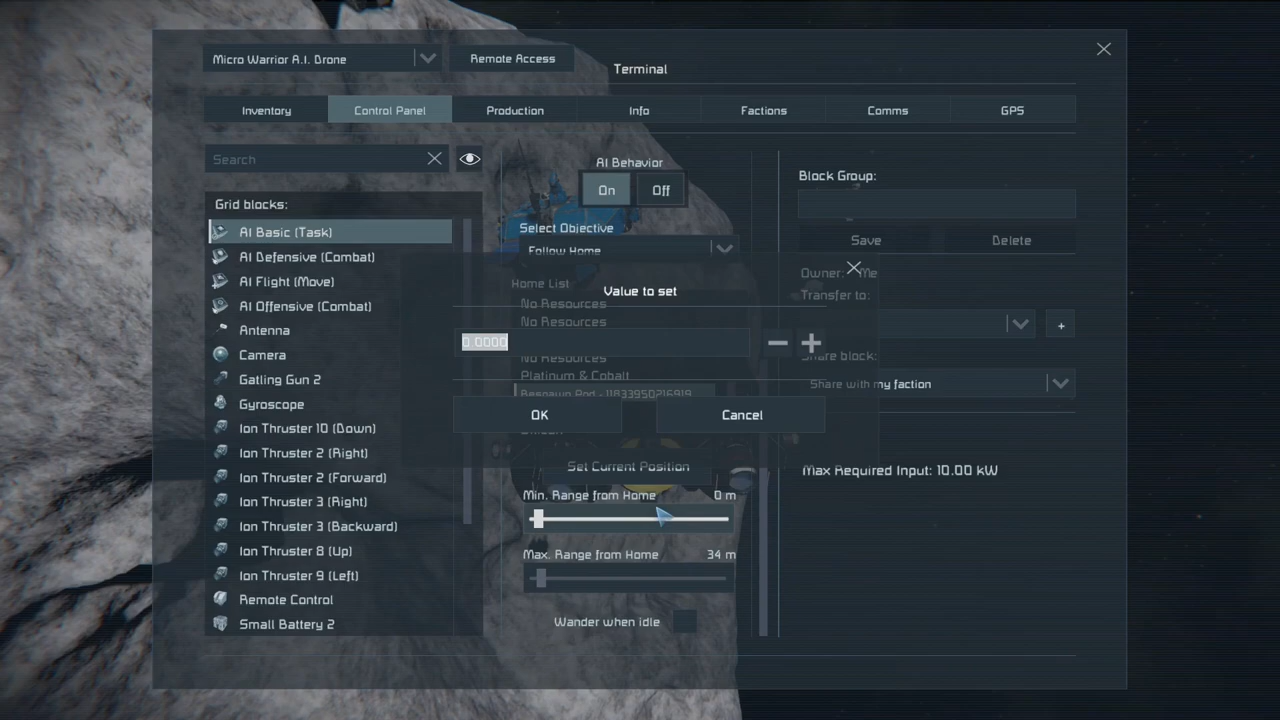 Micro Warrior A.I. Drone
Remote Access
Terminal
Inventory
Control Panel
Production
Info
Factions
Comms
GPS
Search
Grid blocks:
AI Basic (Task)
AI Defensive (Combat)
AI Flight (Move)
AI Offensive (Combat)
Antenna
Camera
Gatling Gun 2
Gyroscope
Ion Thruster 10 (Down)
Ion Thruster 2 (Right)
Ion Thruster 2 (Forward)
Ion Thruster 3 (Right)
Ion Thruster 3 (Backward)
Ion Thruster 8 (Up)
Ion Thruster 9 (Left)
Remote Control
Small Battery 2
AI Behavior
On
Off
Select Objective
Follow Home
Home List
No Resources
No Resources
Value to set
0.0000
No Resources
Platinum & Cobalt
OK
Cancel
Set Current Position
Min. Range from Home
0 m
Max. Range from Home
34 m
Wander when idle
Block Group:
Save
Delete
Owner: Me
Transfer to:
+
Share block:
Share with my faction
Max Required Input: 10.00 kW